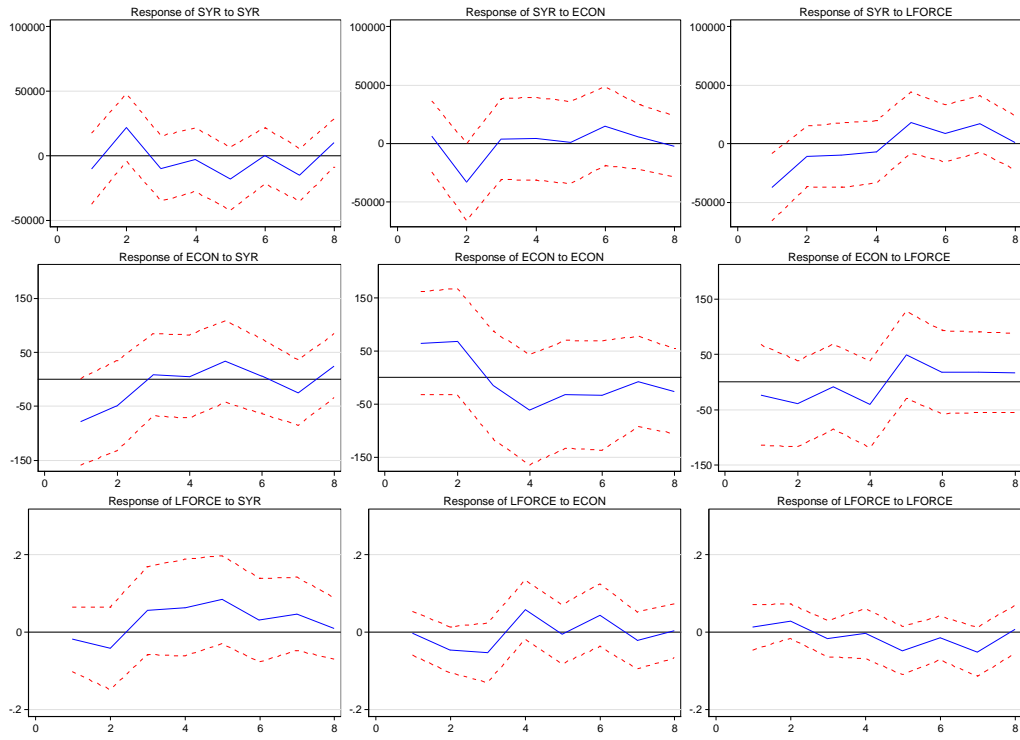 Response of SYR to SYR
100000
50000
0
-50000
0 2 4 6 8
Response of SYR to ECON
100000
50000
0
-50000
0 2 4 6 8
Response of SYR to LFORCE
100000
50000
0
-50000
0 2 4 6 8
Response of ECON to SYR
150
50
-50
-150
0 2 4 6 8
Response of ECON to ECON
150
50
-50
-150
0 2 4 6 8
Response of ECON to LFORCE
150
50
-50
-150
0 2 4 6 8
Response of LFORCE to SYR
.2
0
-.2
0 2 4 6 8
Response of LFORCE to ECON
.2
0
-.2
0 2 4 6 8
Response of LFORCE to LFORCE
.2
0
-.2
0 2 4 6 8